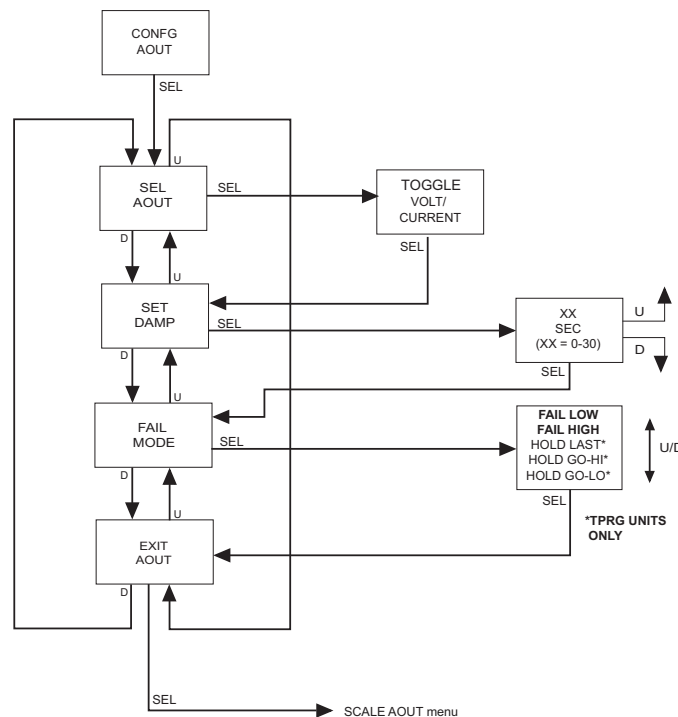 CONFG
AOUT
SEL
U
SEL
AOUT
SEL
TOGGLE
VOLT/
CURRENT
SEL
D
U
SET
DAMP
SEL
XX
SEC
(XX = 0-30)
U
D
SEL
D
U
FAIL
MODE
SEL
FAIL LOW
FAIL HIGH
HOLD LAST*
HOLD GO-HI*
HOLD GO-LO*
U/D
SEL
*TPRG UNITS
ONLY
D
U
EXIT
AOUT
D
SEL
SCALE AOUT menu